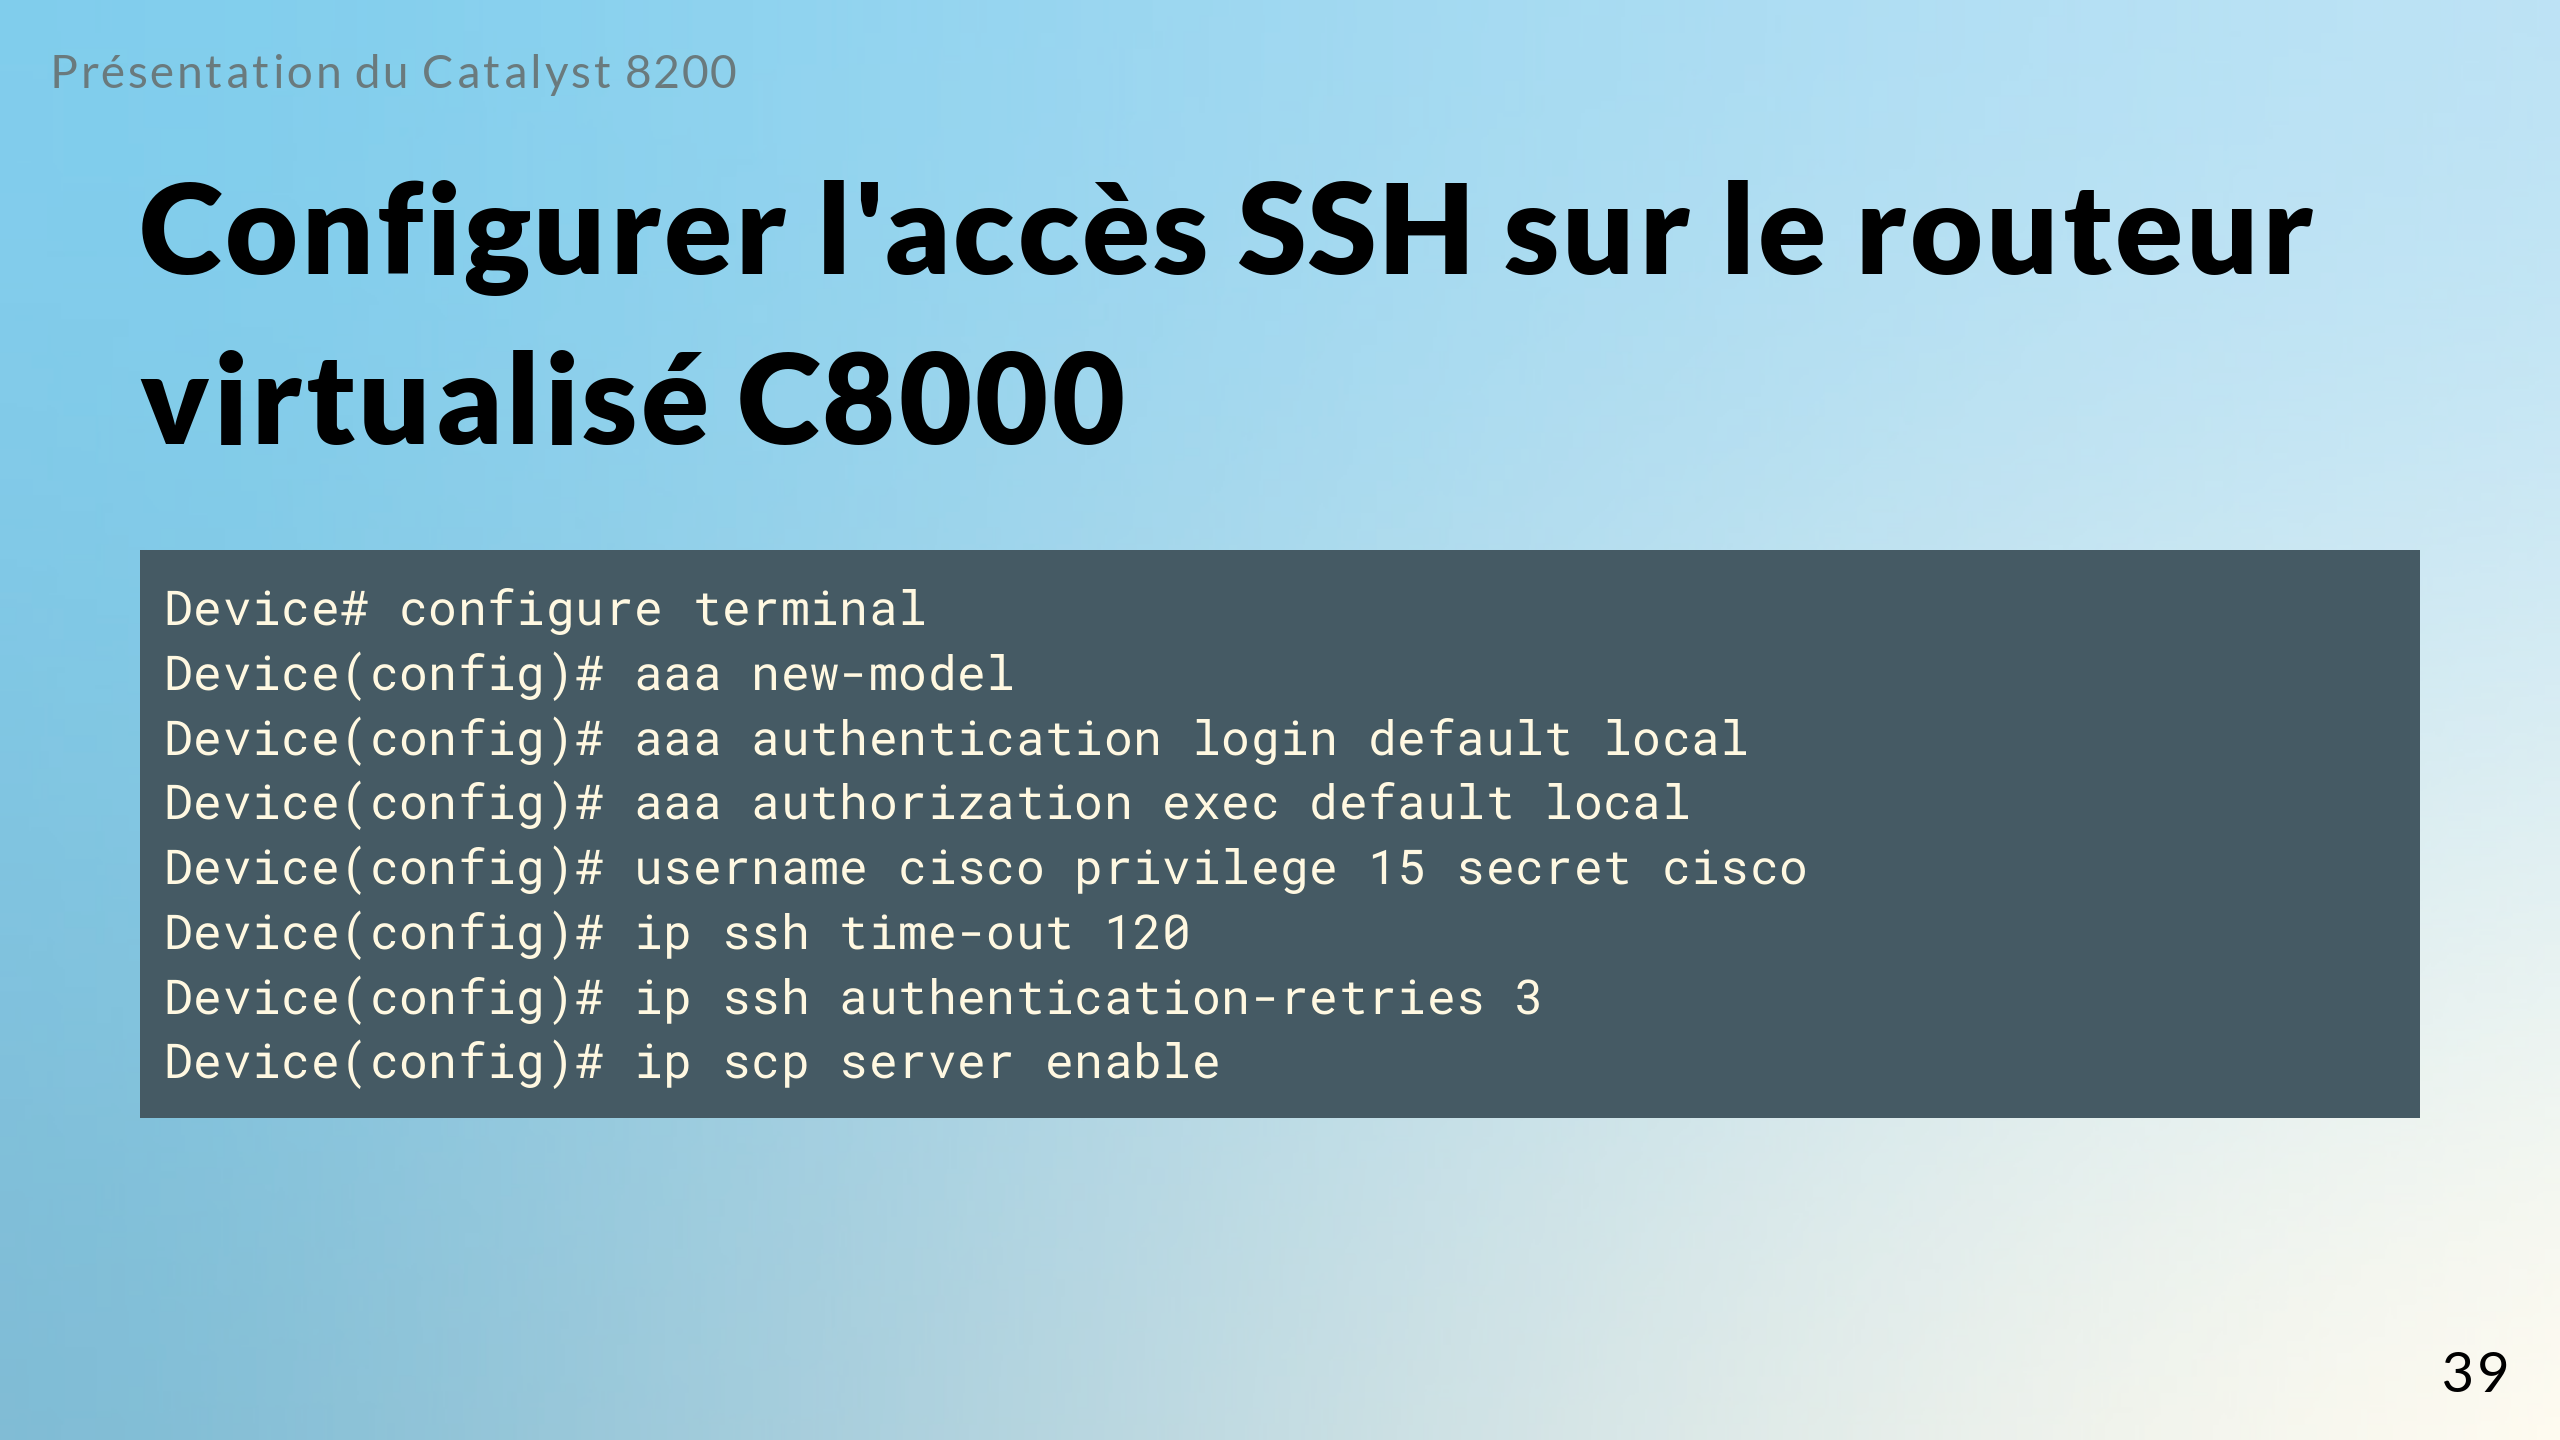 Présentation du Catalyst 8200
Configurer l'accès SSH sur le routeur
virtualisé C8000
Device# configure terminal
Device(config)# aaa new-model
Device(config)# aaa authentication login default local
Device(config)# aaa authorization exec default local
Device(config)# username cisco privilege 15 secret cisco
Device(config)# ip ssh time-out 120
Device(config)# ip ssh authentication-retries 3
Device(config)# ip scp server enable
39